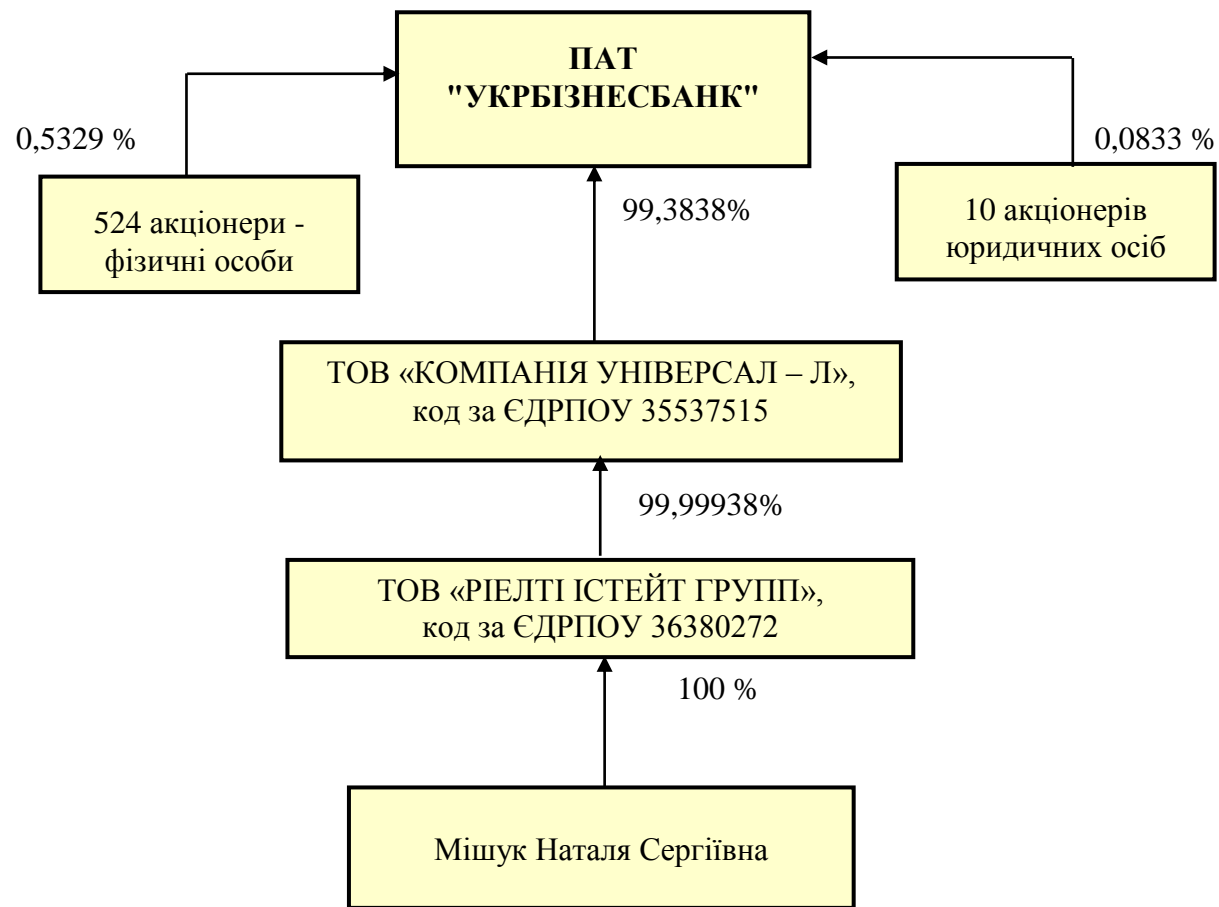 ПАТ
"УКРБІЗНЕСБАНК"
0,5329 %
0,0833 %
524 акціонери -
фізичні особи
99,3838%
10 акціонерів
юридичних осіб
ТОВ «КОМПАНІЯ УНІВЕРСАЛ – Л»,
код за ЄДРПОУ 35537515
99,99938%
ТОВ «РІЕЛТІ ІСТЕЙТ ГРУПП»,
код за ЄДРПОУ 36380272
100 %
Мішук Наталя Сергіївна